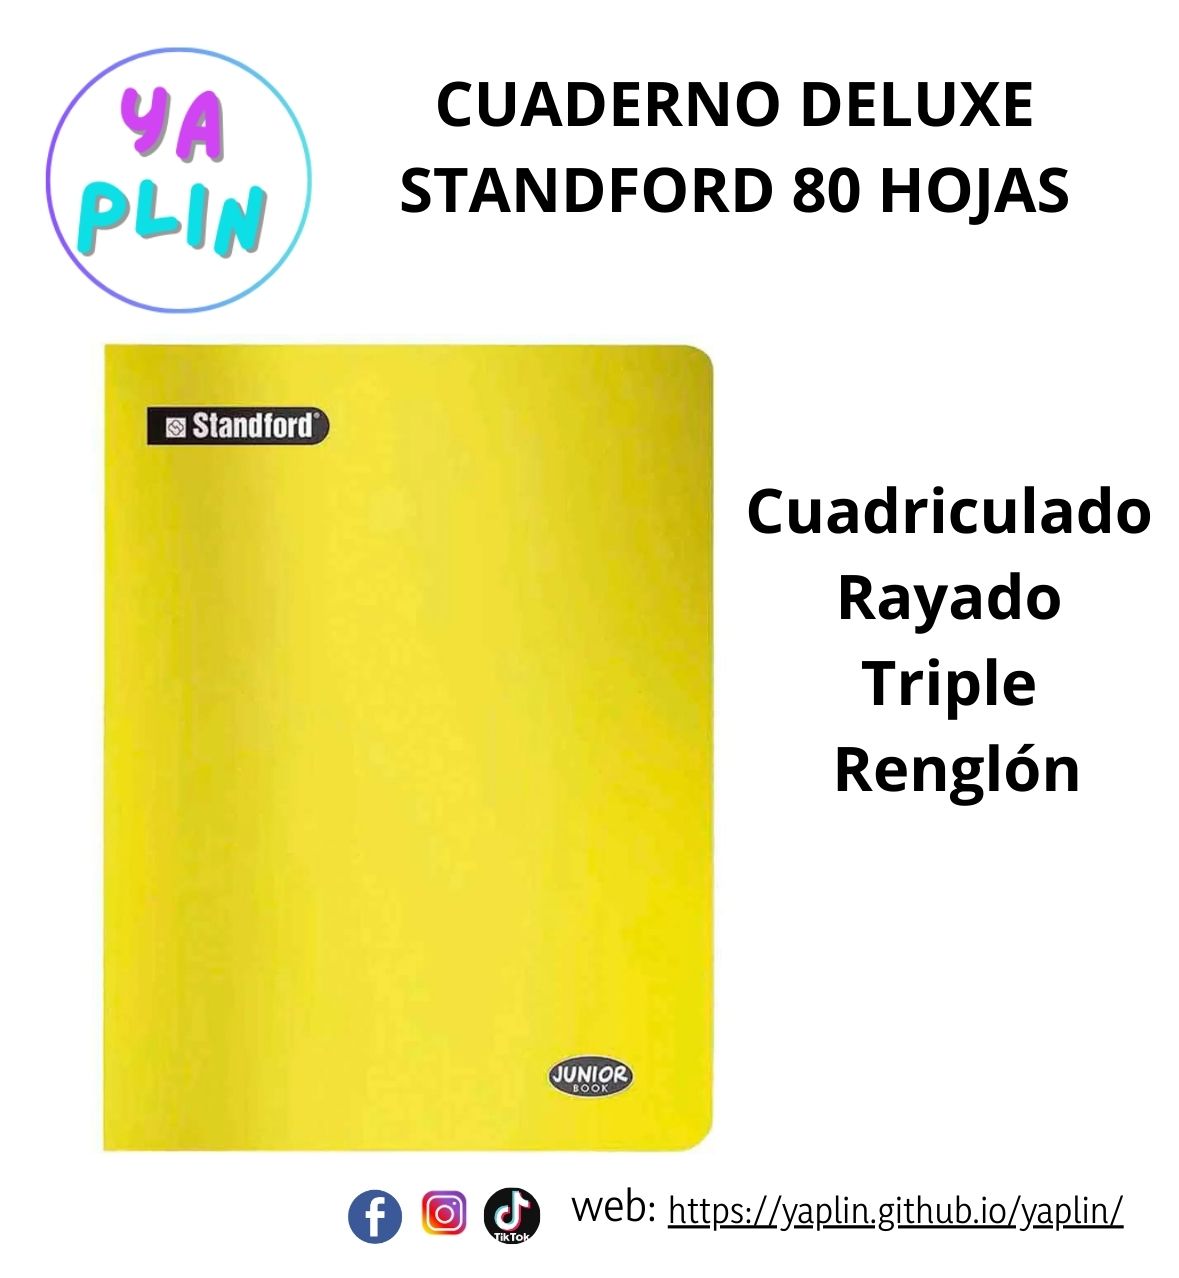 YA
PLIN
CUADERNO DELUXE
STANDFORD 80 HOJAS
Standford®
Cuadriculado
Rayado
Triple
Renglón
JUNIOR
BOOK
TikTok
web: https://yaplin.github.io/yaplin/